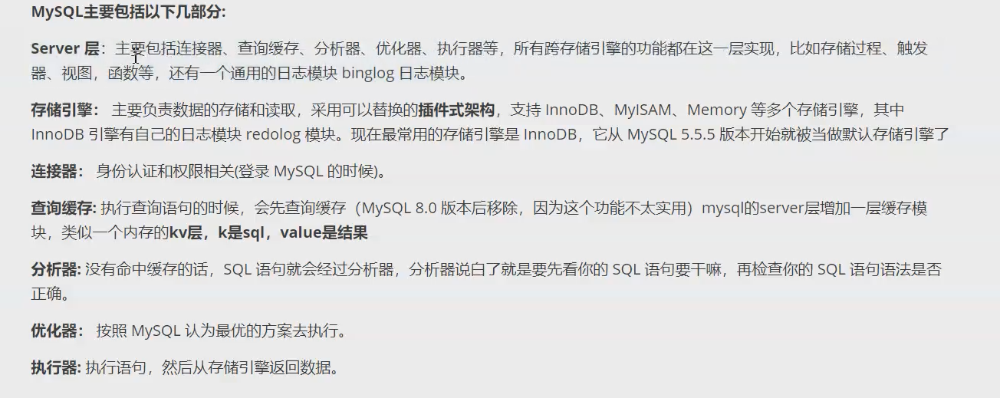 MySQL主要包括以下几部分:
Server 层：主要包括连接器、查询缓存、分析器、优化器、执行器等，所有跨存储引擎的功能都在这一层实现，比如存储过程、触发
器、视图，函数等，还有一个通用的日志模块 binglog 日志模块。
存储引擎： 主要负责数据的存储和读取，采用可以替换的插件式架构，支持 InnoDB、MyISAM、Memory 等多个存储引擎，其中
InnoDB 引擎有自己的日志模块 redolog 模块。现在最常用的存储引擎是 InnoDB，它从 MySQL 5.5.5 版本开始就被当做默认存储引擎了
连接器： 身份认证和权限相关(登录 MySQL 的时候)。
查询缓存: 执行查询语句的时候，会先查询缓存（MySQL 8.0 版本后移除，因为这个功能不太实用）mysql的server层增加一层缓存模
块，类似一个内存的kv层，k是sql，value是结果
分析器: 没有命中缓存的话，SQL 语句就会经过分析器，分析器说白了就是要先看你的 SQL 语句要干嘛，再检查你的 SQL 语句语法是否
正确。
优化器： 按照 MySQL 认为最优的方案去执行。
执行器: 执行语句，然后从存储引擎返回数据。